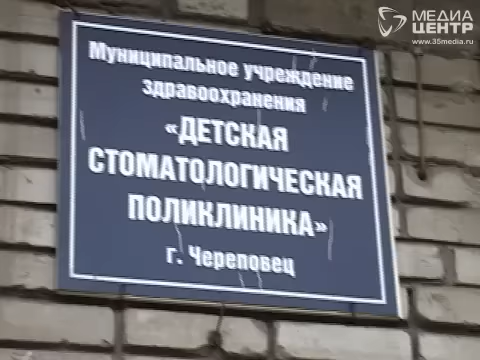 МЕДИА
ЦЕНТР
www.35media.ru
Муниципальное учреждение
здравоохранения
«ДЕТСКАЯ
СТОМАТОЛОГИЧЕСКАЯ
ПОЛИКЛИНИКА»
г. Череповец